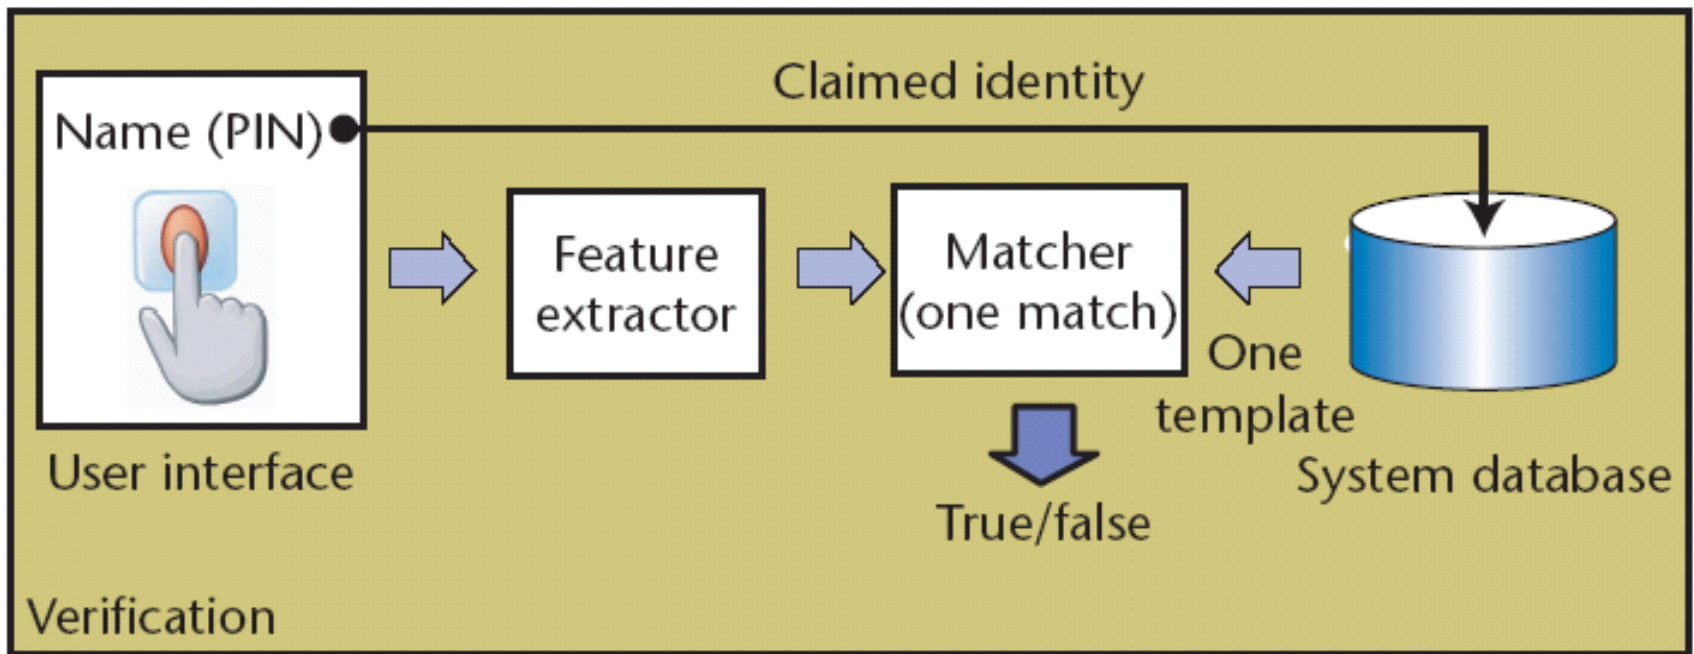 Claimed identity
Name (PIN)
Feature
extractor
Matcher
(one match)
One
template
User interface
System database
True/false
Verification